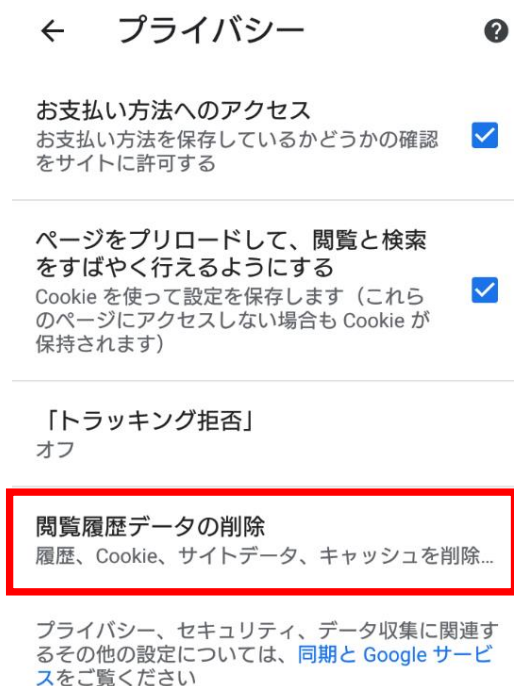 ← プライバシー ?
お支払い方法へのアクセス
お支払い方法を保存しているかどうかの確認
をサイトに許可する
ページをプリロードして、閲覧と検索
をすばやく行えるようにする
Cookie を使って設定を保存します（これら
のページにアクセスしない場合も Cookie が
保持されます）
「トラッキング拒否」
オフ
閲覧履歴データの削除
履歴、Cookie、サイトデータ、キャッシュを削除...
プライバシー、セキュリティ、データ収集に関連す
るその他の設定については、同期と Google サービ
スをご覧ください